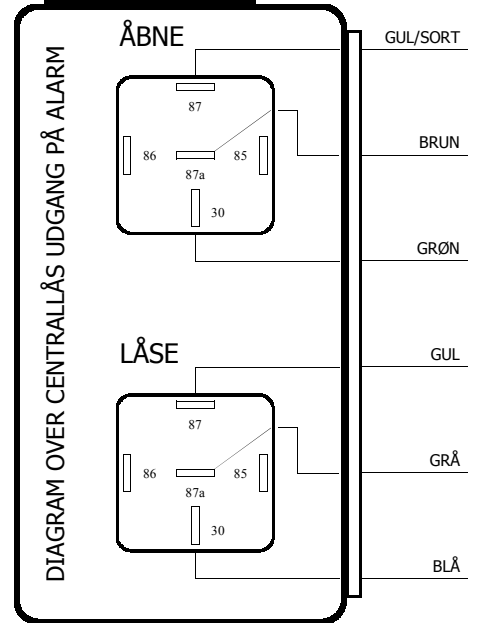 DIAGRAM OVER CENTRALLÅS UDGANG PÅ ALARM
ÅBNE
87
86
87a
85
30
GUL/SORT
BRUN
GRØN
LÅSE
87
86
87a
85
30
GUL
GRÅ
BLÅ